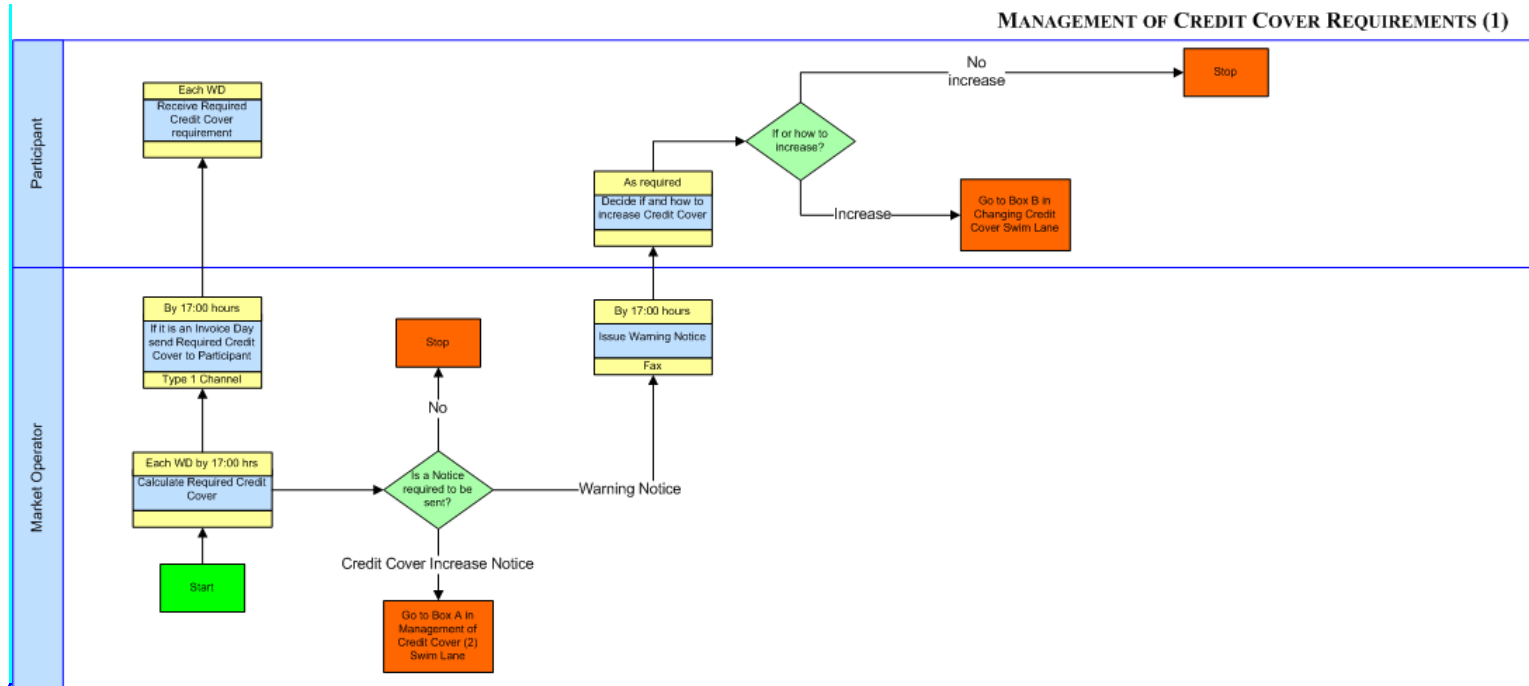 MANAGEMENT OF CREDIT COVER REQUIREMENTS (1)
Participant
Each WD
Receive Required
Credit Cover
requirement
As required
Decide if and how to
increase Credit Cover
If or how to
increase?
No
increase
Stop
Increase
Go to Box B in
Changing Credit
Cover Swim Lane
Market Operator
By 17:00 hours
If it is an Invoice Day
send Required Credit
Cover to Participant
Type 1 Channel
Each WD by 17:00 hrs
Calculate Required Credit
Cover
Start
Stop
No
Is a Notice
required to be
sent?
Credit Cover Increase Notice
Go to Box A in
Management of
Credit Cover (2)
Swim Lane
Warning Notice
By 17:00 hours
Issue Warning Notice
Fax